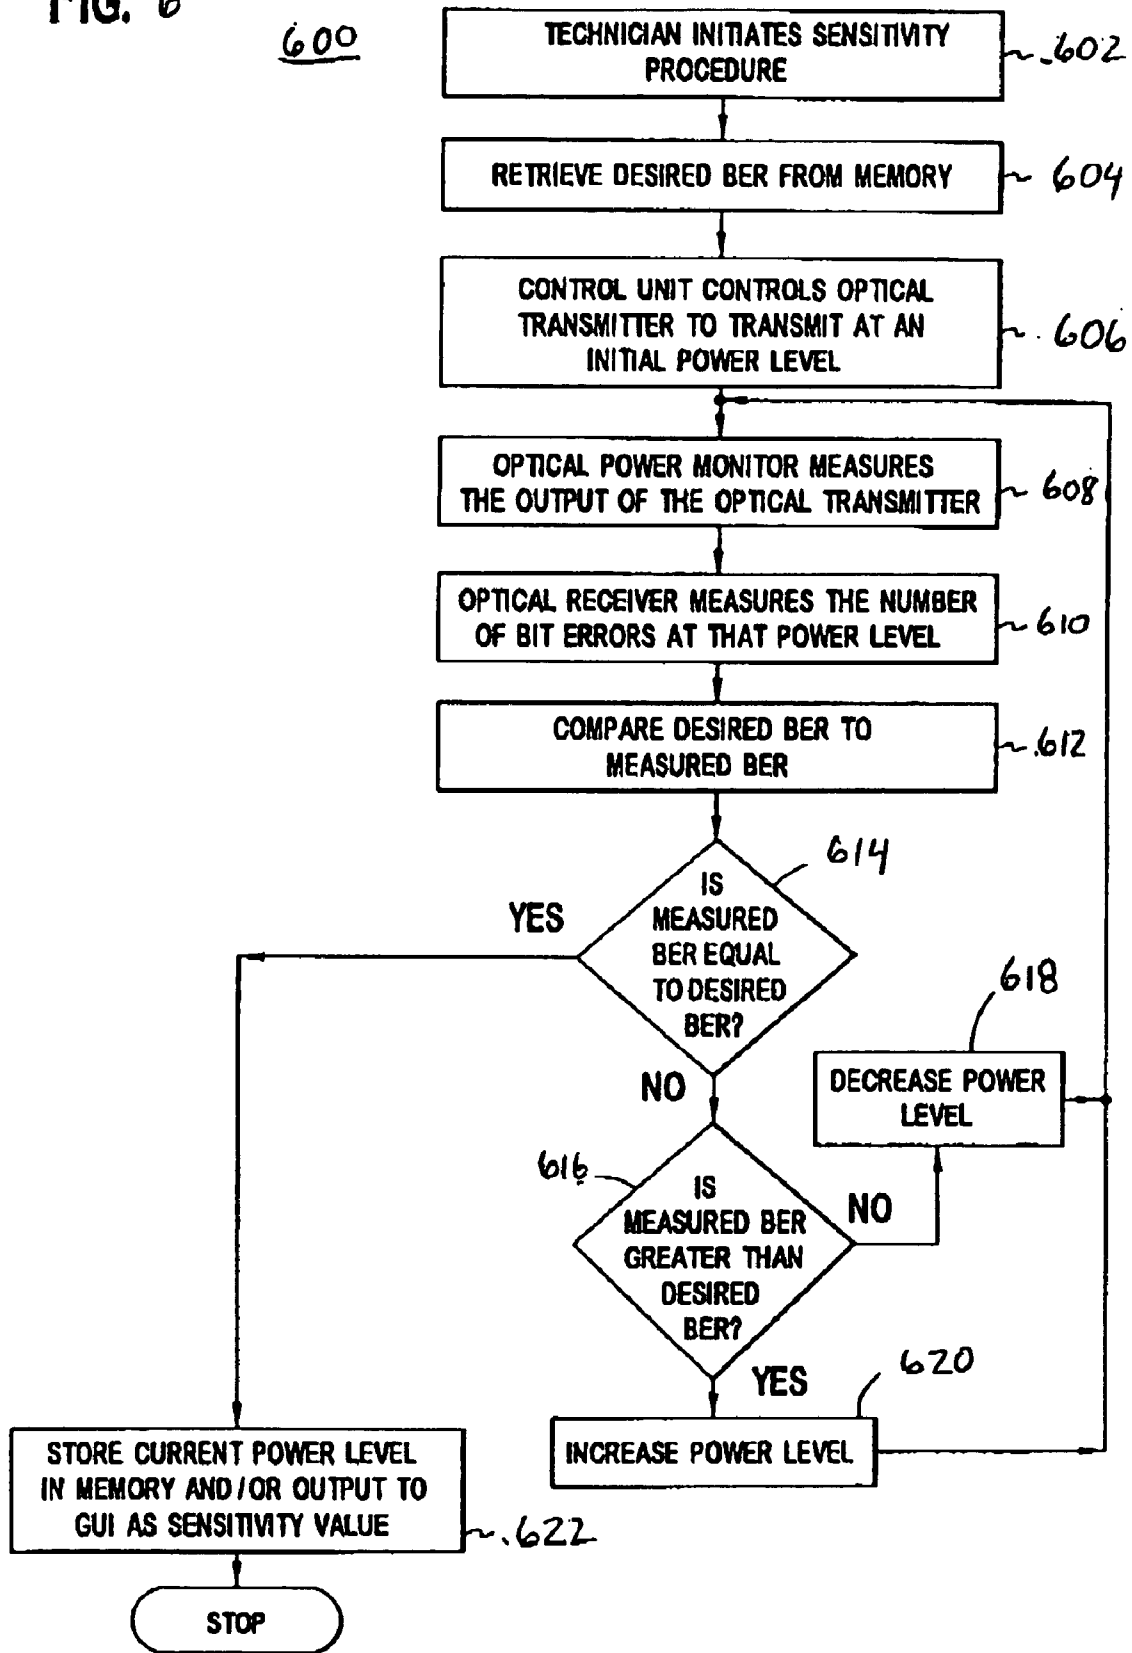 FIG. 6
600
TECHNICIAN INITIATES SENSITIVITY
PROCEDURE
602
RETRIEVE DESIRED BER FROM MEMORY
604
CONTROL UNIT CONTROLS OPTICAL
TRANSMITTER TO TRANSMIT AT AN
INITIAL POWER LEVEL
606
OPTICAL POWER MONITOR MEASURES
THE OUTPUT OF THE OPTICAL TRANSMITTER
608
OPTICAL RECEIVER MEASURES THE NUMBER
OF BIT ERRORS AT THAT POWER LEVEL
610
COMPARE DESIRED BER TO
MEASURED BER
612
614
IS
MEASURED
BER EQUAL
TO DESIRED
BER?
YES
NO
618
DECREASE POWER
LEVEL
616
IS
MEASURED BER
GREATER THAN
DESIRED
BER?
NO
YES
620
INCREASE POWER LEVEL
STORE CURRENT POWER LEVEL
IN MEMORY AND/OR OUTPUT TO
GUI AS SENSITIVITY VALUE
622
STOP